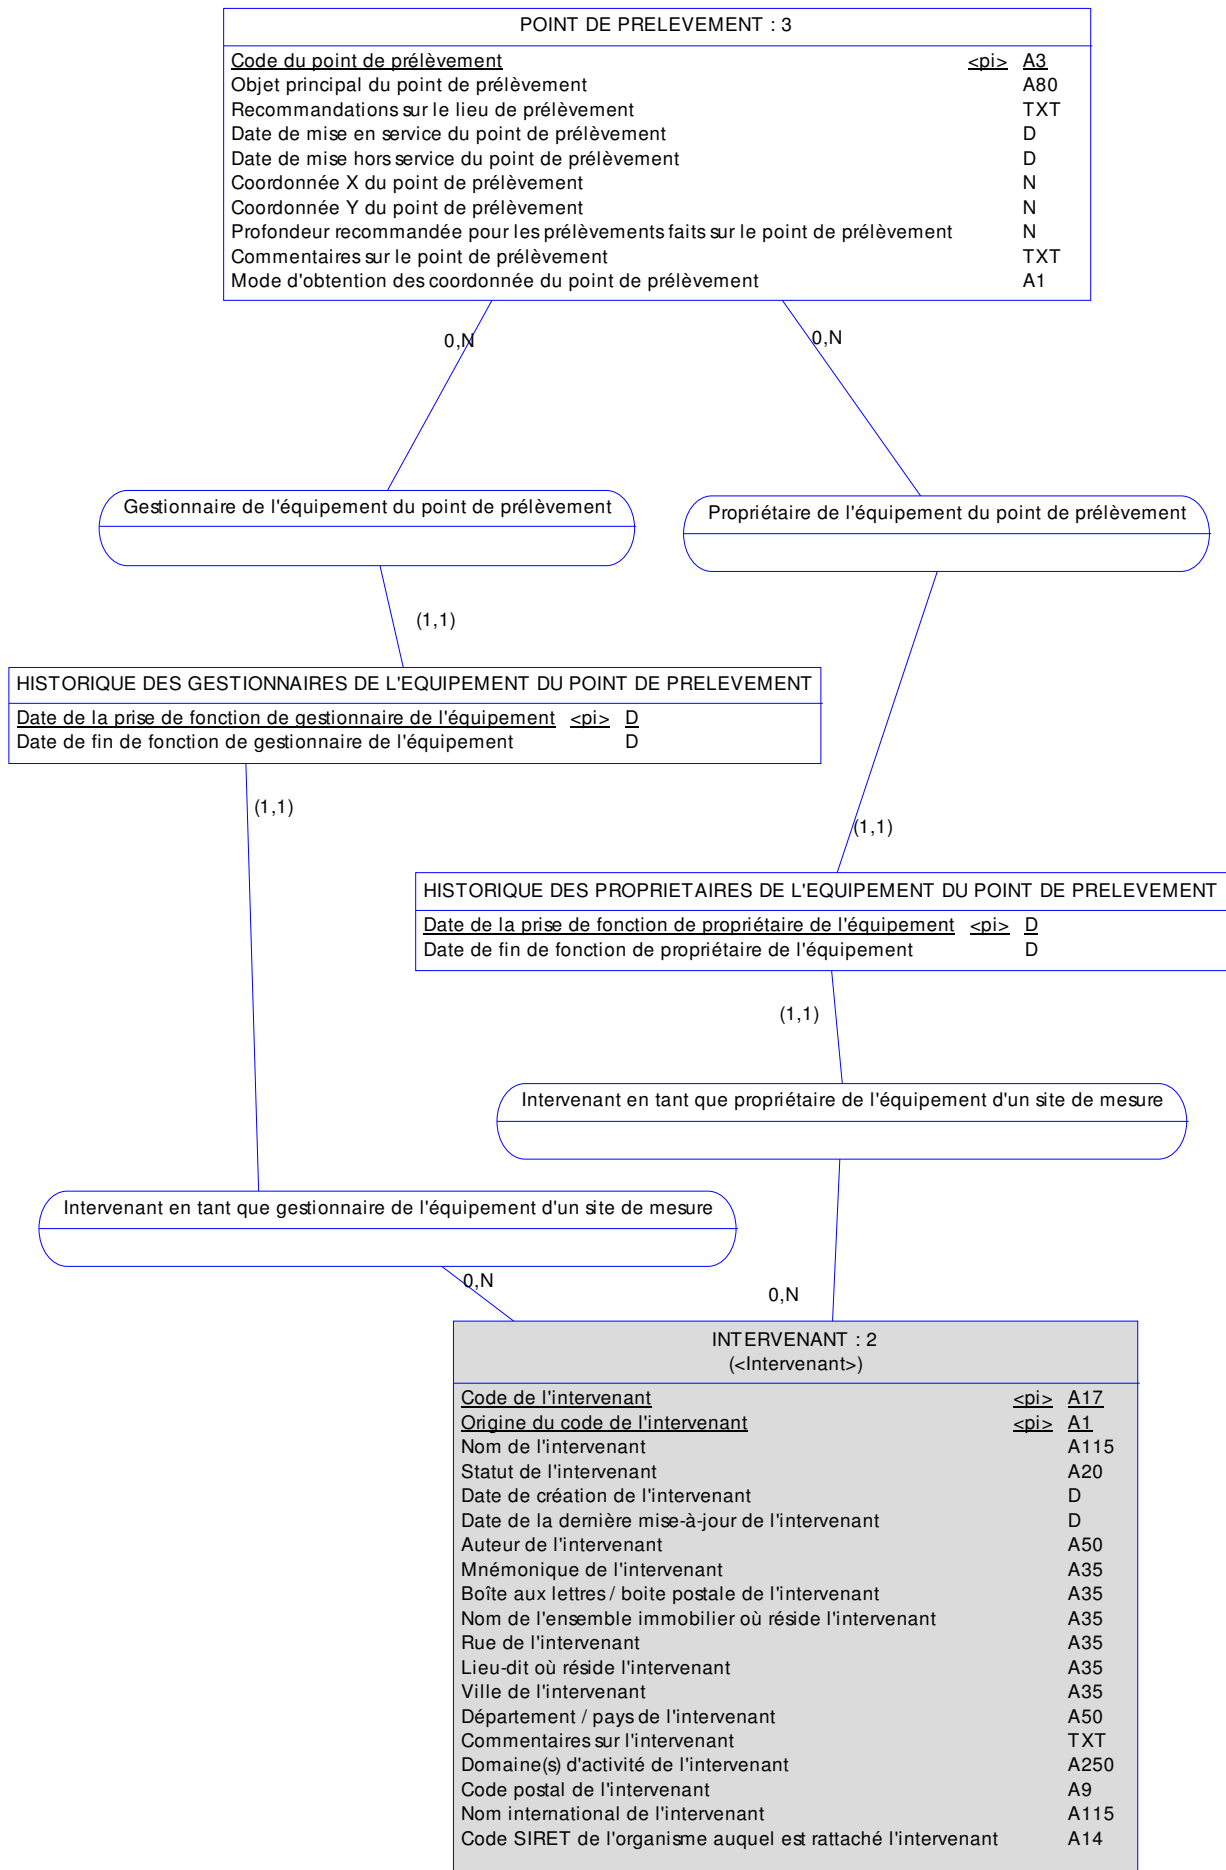 POINT DE PRELEVEMENT : 3
Code du point de prélèvement <pi> A3
Objet principal du point de prélèvement A80
Recommandations sur le lieu de prélèvement TXT
Date de mise en service du point de prélèvement D
Date de mise hors service du point de prélèvement D
Coordonnée X du point de prélèvement N
Coordonnée Y du point de prélèvement N
Profondeur recommandée pour les prélèvements faits sur le point de prélèvement N
Commentaires sur le point de prélèvement TXT
Mode d'obtention des coordonnée du point de prélèvement A1
0,N
0,N
Gestionnaire de l'équipement du point de prélèvement
Propriétaire de l'équipement du point de prélèvement
(1,1)
HISTORIQUE DES GESTIONNAIRES DE L'EQUIPEMENT DU POINT DE PRELEVEMENT
Date de la prise de fonction de gestionnaire de l'équipement <pi> D
Date de fin de fonction de gestionnaire de l'équipement D
(1,1)
(1,1)
HISTORIQUE DES PROPRIETAIRES DE L'EQUIPEMENT DU POINT DE PRELEVEMENT
Date de la prise de fonction de propriétaire de l'équipement <pi> D
Date de fin de fonction de propriétaire de l'équipement D
(1,1)
Intervenant en tant que propriétaire de l'équipement d'un site de mesure
Intervenant en tant que gestionnaire de l'équipement d'un site de mesure
0,N
0,N
INTERVENANT : 2
(<Intervenant>)
Code de l'intervenant <pi> A17
Origine du code de l'intervenant <pi> A1
Nom de l'intervenant A115
Statut de l'intervenant A20
Date de création de l'intervenant D
Date de la dernière mise-à-jour de l'intervenant D
Auteur de l'intervenant A50
Mnémonique de l'intervenant A35
Boîte aux lettres / boite postale de l'intervenant A35
Nom de l'ensemble immobilier où réside l'intervenant A35
Rue de l'intervenant A35
Lieu-dit où réside l'intervenant A35
Ville de l'intervenant A35
Département / pays de l'intervenant A50
Commentaires sur l'intervenant TXT
Domaine(s) d'activité de l'intervenant A250
Code postal de l'intervenant A9
Nom international de l'intervenant A115
Code SIRET de l'organisme auquel est rattaché l'intervenant A14